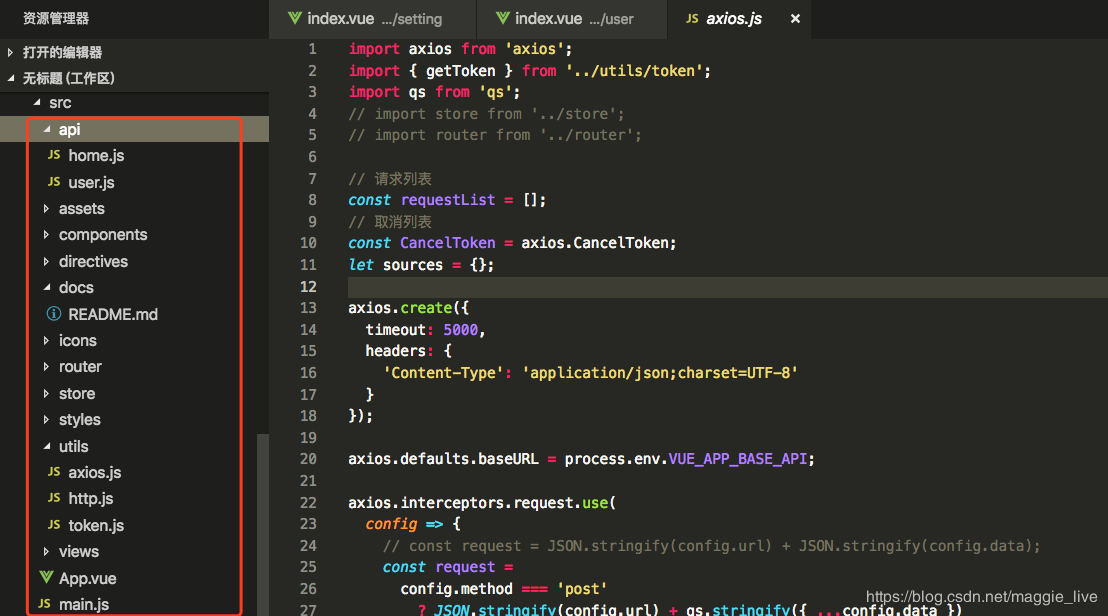 资源管理器
打开的编辑器
无标题 (工作区)
src
api
JS home.js
JS user.js
assets
components
directives
docs
README.md
icons
router
store
styles
utils
JS axios.js
JS http.js
JS token.js
views
App.vue
JS main.js
index.vue .../setting
index.vue .../user
JS axios.js ×
1 import axios from 'axios';
2 import { getToken } from '../utils/token';
3 import qs from 'qs';
4 // import store from '../store';
5 // import router from '../router';
6
7 // 请求列表
8 const requestList = [];
9 // 取消列表
10 const CancelToken = axios.CancelToken;
11 let sources = {};
12
13 axios.create({
14 timeout: 5000,
15 headers: {
16 'Content-Type': 'application/json;charset=UTF-8'
17 }
18 });
19
20 axios.defaults.baseURL = process.env.VUE_APP_BASE_API;
21
22 axios.interceptors.request.use(
23 config => {
24 // const request = JSON.stringify(config.url) + JSON.stringify(config.data);
25 const request =
26 config.method === 'post'
27 ? JSON.stringify(config.url) + qs.stringify({ ...config.data })
https://blog.csdn.net/maggie_live